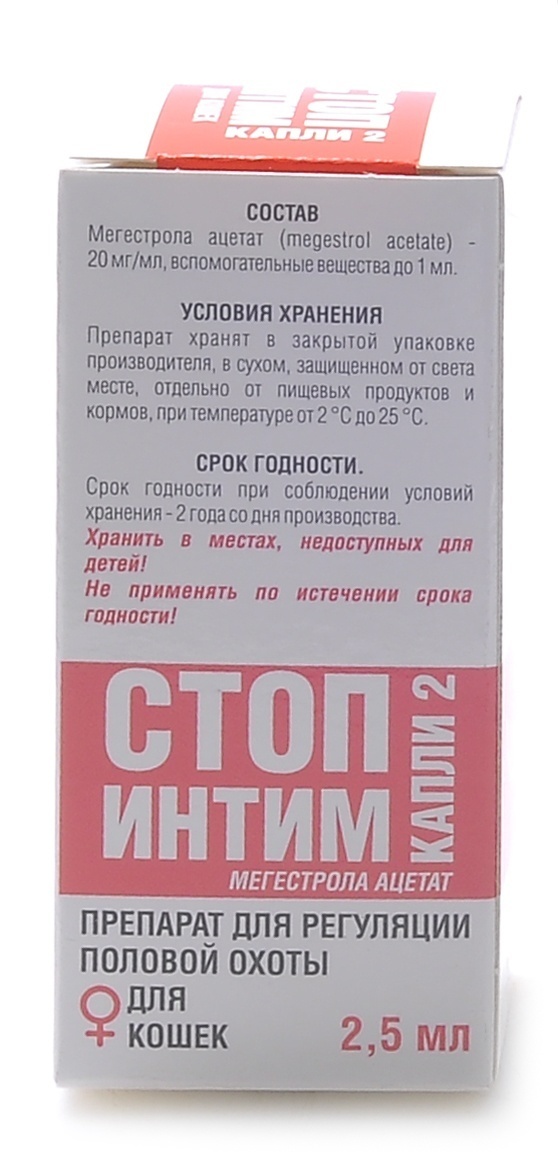 СТОП
ИНТИМ
КАПЛИ 2
СОСТАВ
Мегестрола ацетат (megestrol acetate) -
20 мг/мл, вспомогательные вещества до 1 мл.
УСЛОВИЯ ХРАНЕНИЯ
Препарат хранят в закрытой упаковке
производителя, в сухом, защищенном от света
месте, отдельно от пищевых продуктов и
кормов, при температуре от 2 °С до 25 °С.
СРОК ГОДНОСТИ.
Срок годности при соблюдении условий
хранения - 2 года со дня производства.
Хранить в местах, недоступных для
детей!
Не применять по истечении срока
годности!
СТОП
ИНТИМ
КАПЛИ 2
МЕГЕСТРОЛА АЦЕТАТ
ПРЕПАРАТ ДЛЯ РЕГУЛЯЦИИ
ПОЛОВОЙ ОХОТЫ
ДЛЯ
КОШЕК
2,5 мл